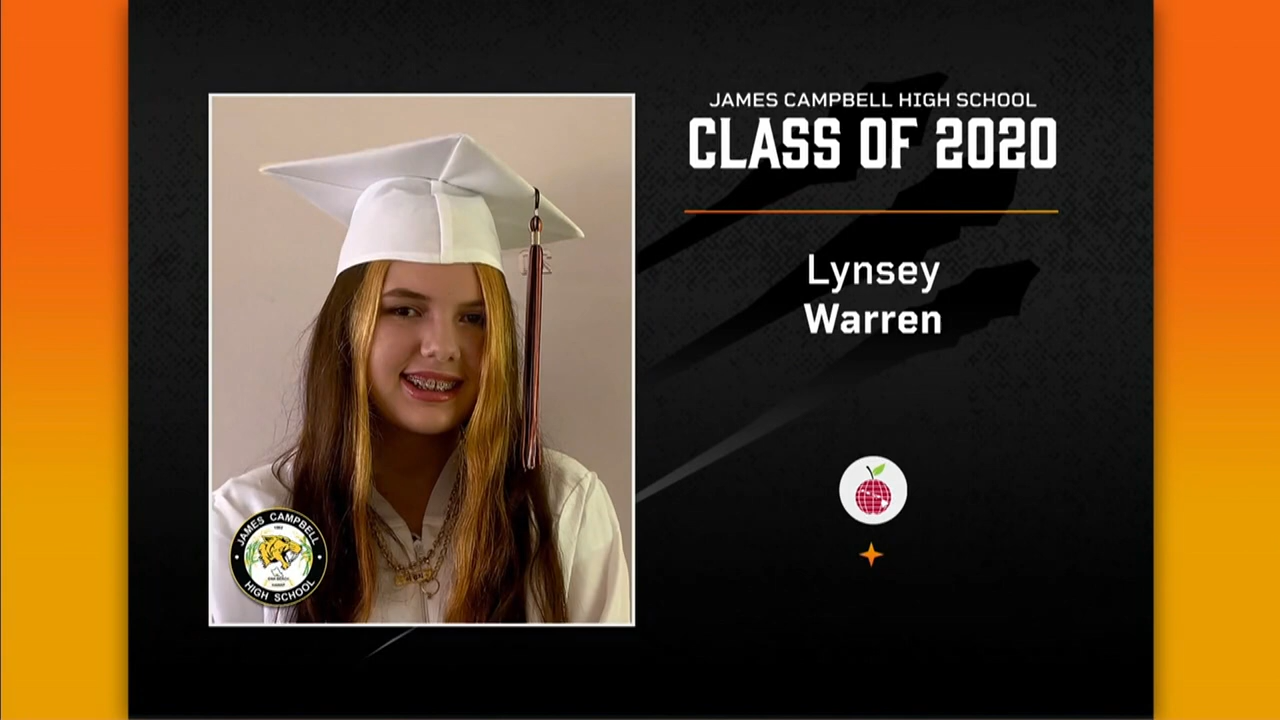 JAMES CAMPBELL HIGH SCHOOL
CLASS OF 2020
Lynsey
Warren
JAMES CAMPBELL
HIGH SCHOOL